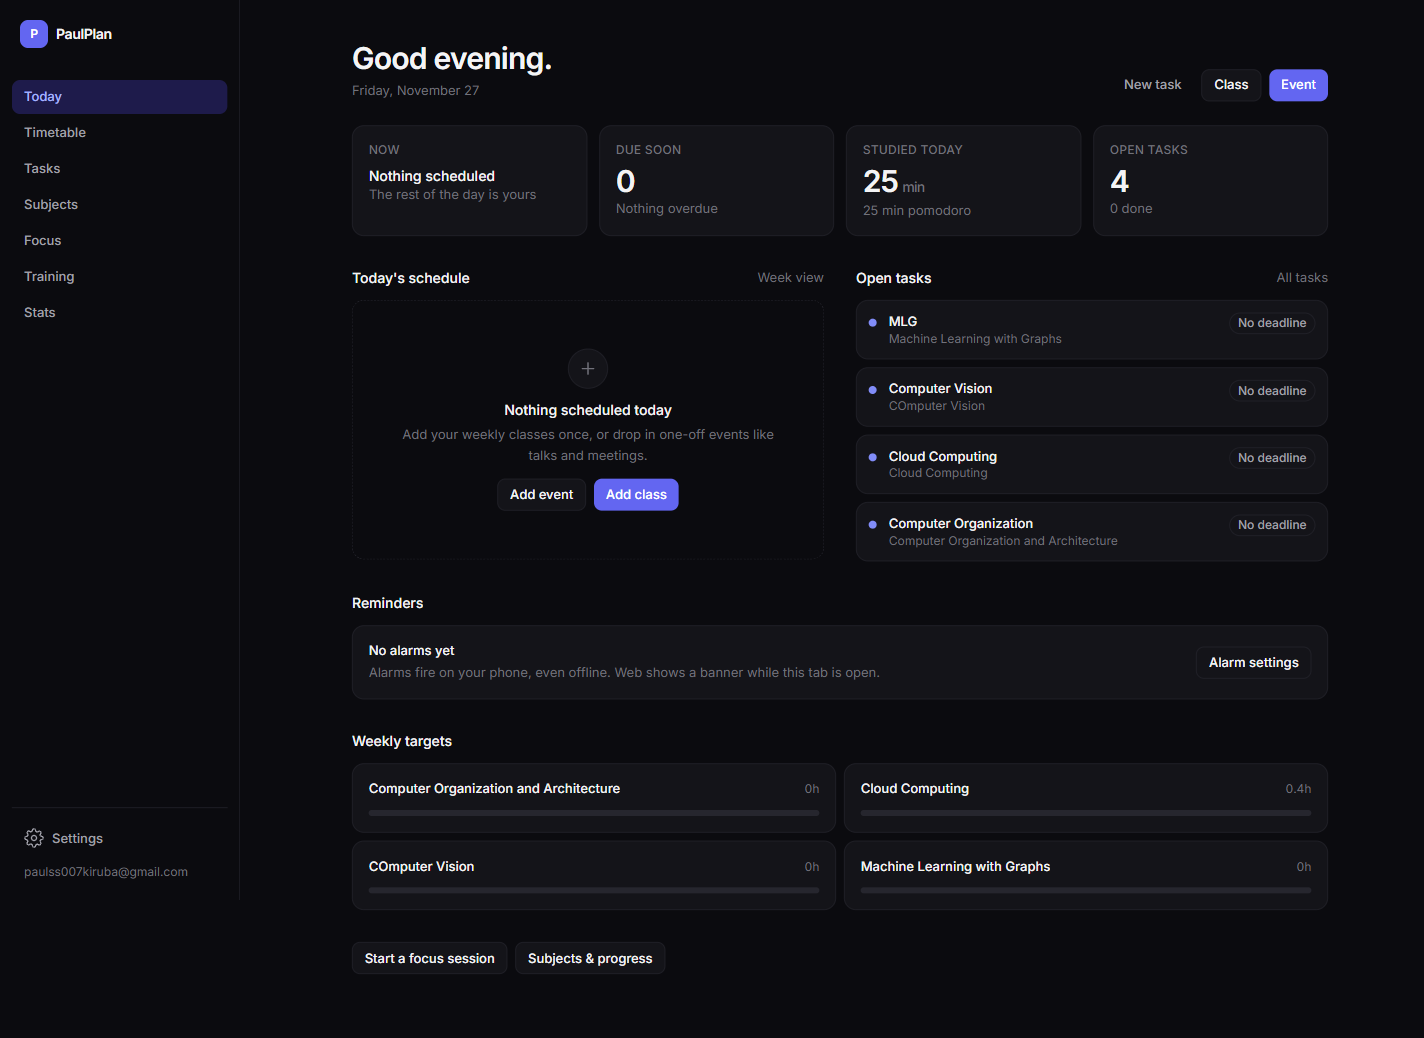 P
PaulPlan
Today
Timetable
Tasks
Subjects
Focus
Training
Stats
Settings
paulss007kiruba@gmail.com
Good evening.
Friday, November 27
New task
Class
Event
NOW
Nothing scheduled
The rest of the day is yours
DUE SOON
0
Nothing overdue
STUDIED TODAY
25 min
25 min pomodoro
OPEN TASKS
4
0 done
Today's schedule
Week view
Nothing scheduled today
Add your weekly classes once, or drop in one-off events like
talks and meetings.
Add event
Add class
Open tasks
All tasks
MLG
Machine Learning with Graphs
No deadline
Computer Vision
COmputer Vision
No deadline
Cloud Computing
Cloud Computing
No deadline
Computer Organization
Computer Organization and Architecture
No deadline
Reminders
No alarms yet
Alarms fire on your phone, even offline. Web shows a banner while this tab is open.
Alarm settings
Weekly targets
Computer Organization and Architecture
0h
Cloud Computing
0.4h
COmputer Vision
0h
Machine Learning with Graphs
0h
Start a focus session
Subjects & progress